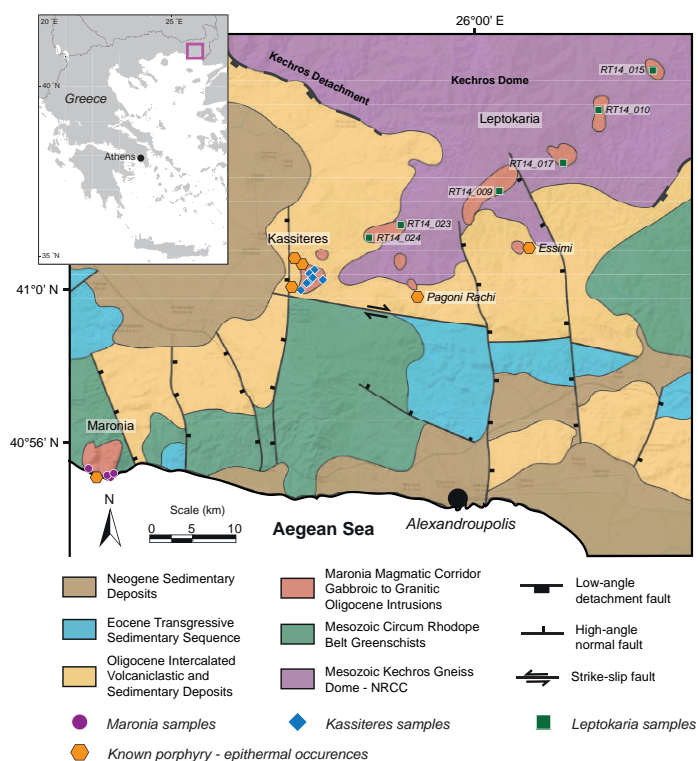 20 ˚E
25 ˚E
26°00' E
40 ˚N
Greece
Athens
35 ˚N
Kechros Detachment
Kechros Dome
RT14_015
Leptokaria
RT14_010
RT14_017
RT14_009
RT14_023
RT14_024
Kassiteres
Essimi
Pagoni Rachi
41°0' N
Maronia
40°56' N
N
Scale (km)
0 5 10
Aegean Sea
Alexandroupolis
Neogene Sedimentary
Deposits
Eocene Transgressive
Sedimentary Sequence
Oligocene Intercalated
Volcaniclastic and
Sedimentary Deposits
Maronia Magmatic Corridor
Gabbroic to Granitic
Oligocene Intrusions
Mesozoic Circum Rhodope
Belt Greenschists
Mesozoic Kechros Gneiss
Dome - NRCC
Low-angle
detachment fault
High-angle
normal fault
Strike-slip fault
Maronia samples
Kassiteres samples
Leptokaria samples
Known porphyry - epithermal occurences